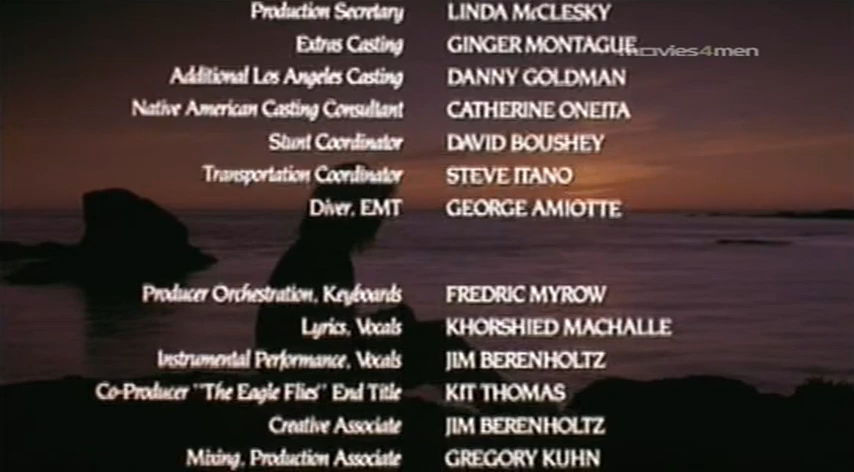 Production Secretary LINDA McCLESKY
Extras Casting GINGER MONTAGUE
movies4men
Additional Los Angeles Casting DANNY GOLDMAN
Native American Casting Consultant CATHERINE ONEITA
Stunt Coordinator DAVID BOUSHEY
Transportation Coordinator STEVE ITANO
Diver, EMT GEORGE AMIOTTE
Producer Orchestration, Keyboards FREDRIC MYROW
Lyrics, Vocals KHORSHIED MACHALLE
Instrumental Performance, Vocals JIM BERENHOLTZ
Co-Producer "The Eagle Flies" End Title KIT THOMAS
Creative Associate JIM BERENHOLTZ
Mixing, Production Associate GREGORY KUHN